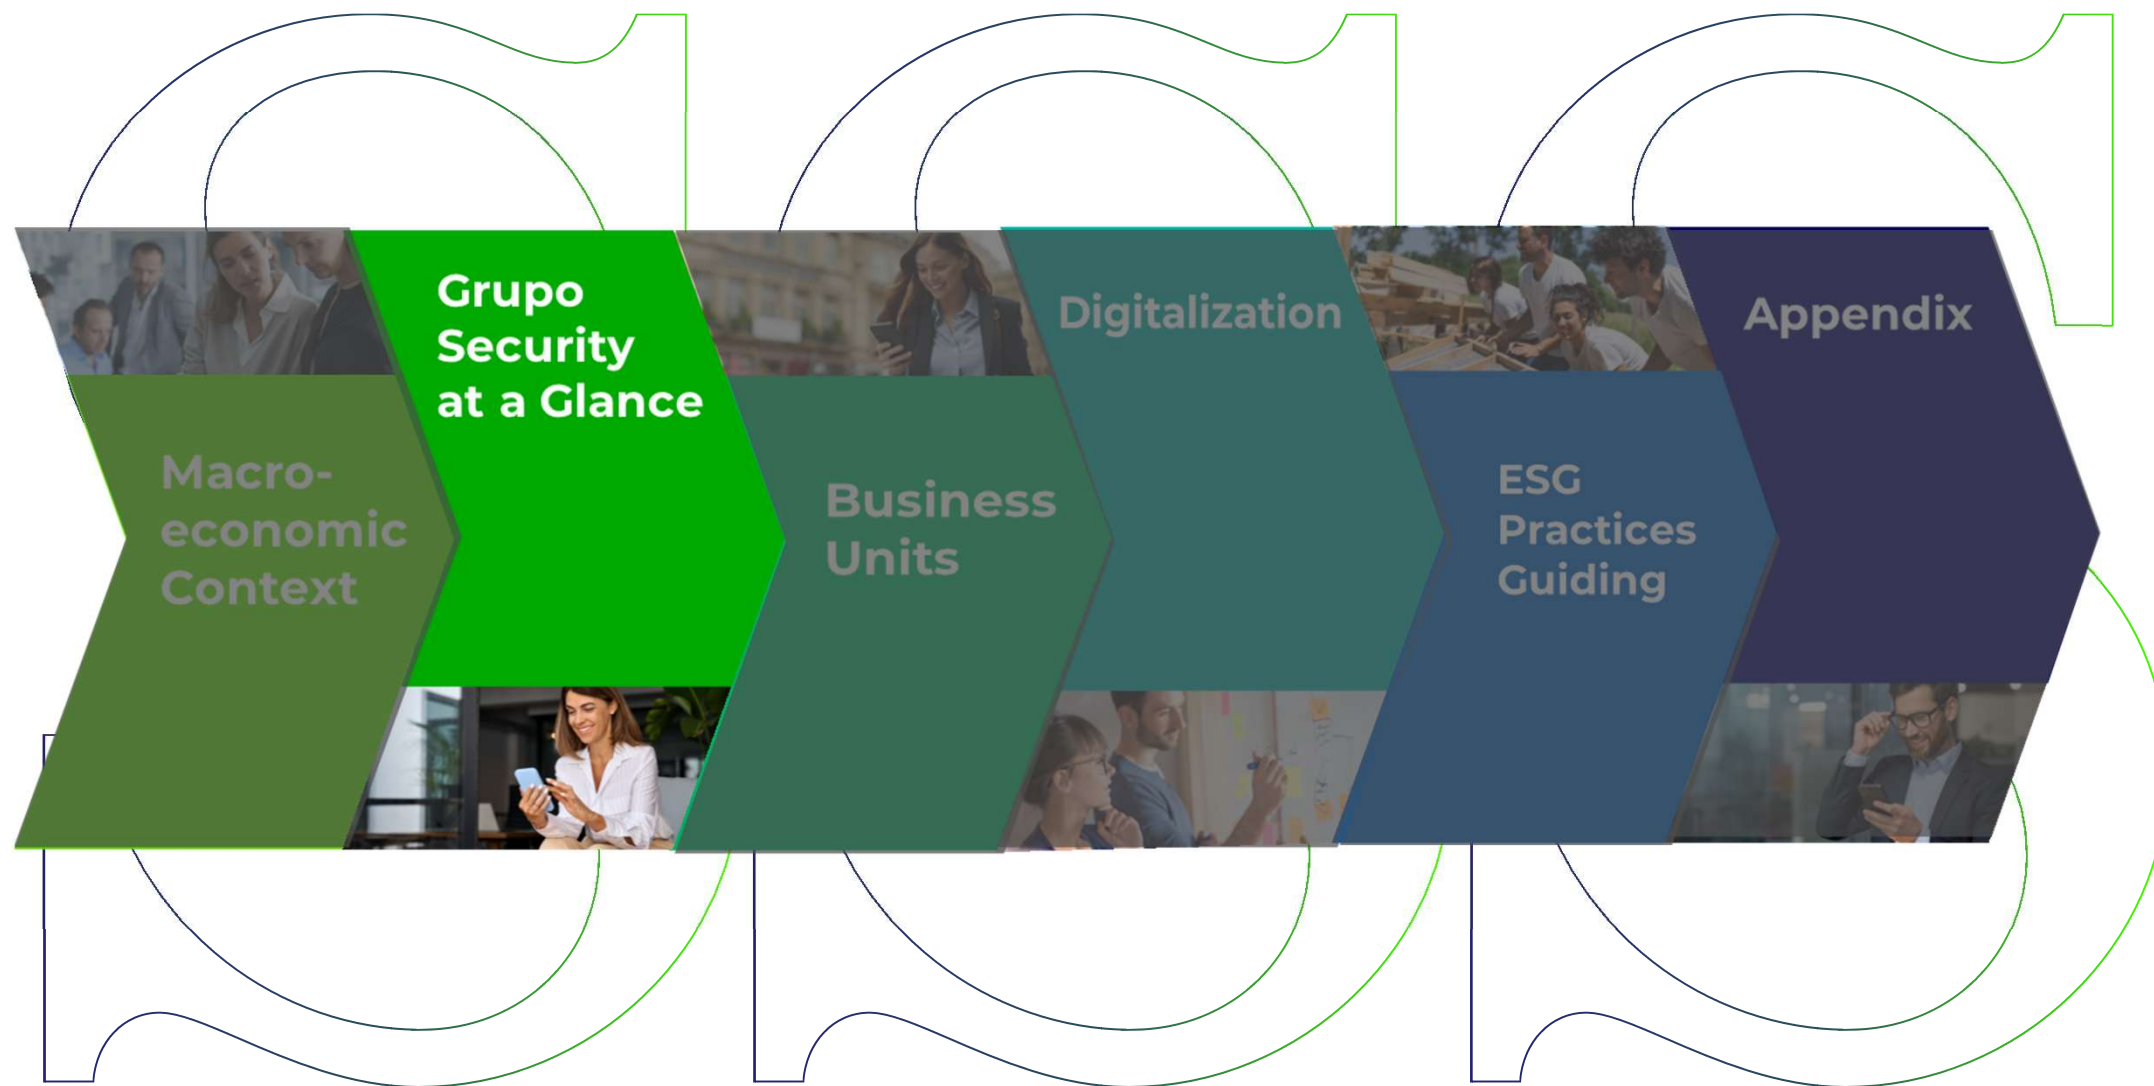 Macro-
economic
Context
Grupo
Security
at a Glance
Business
Units
Digitalization
ESG
Practices
Guiding
Appendix